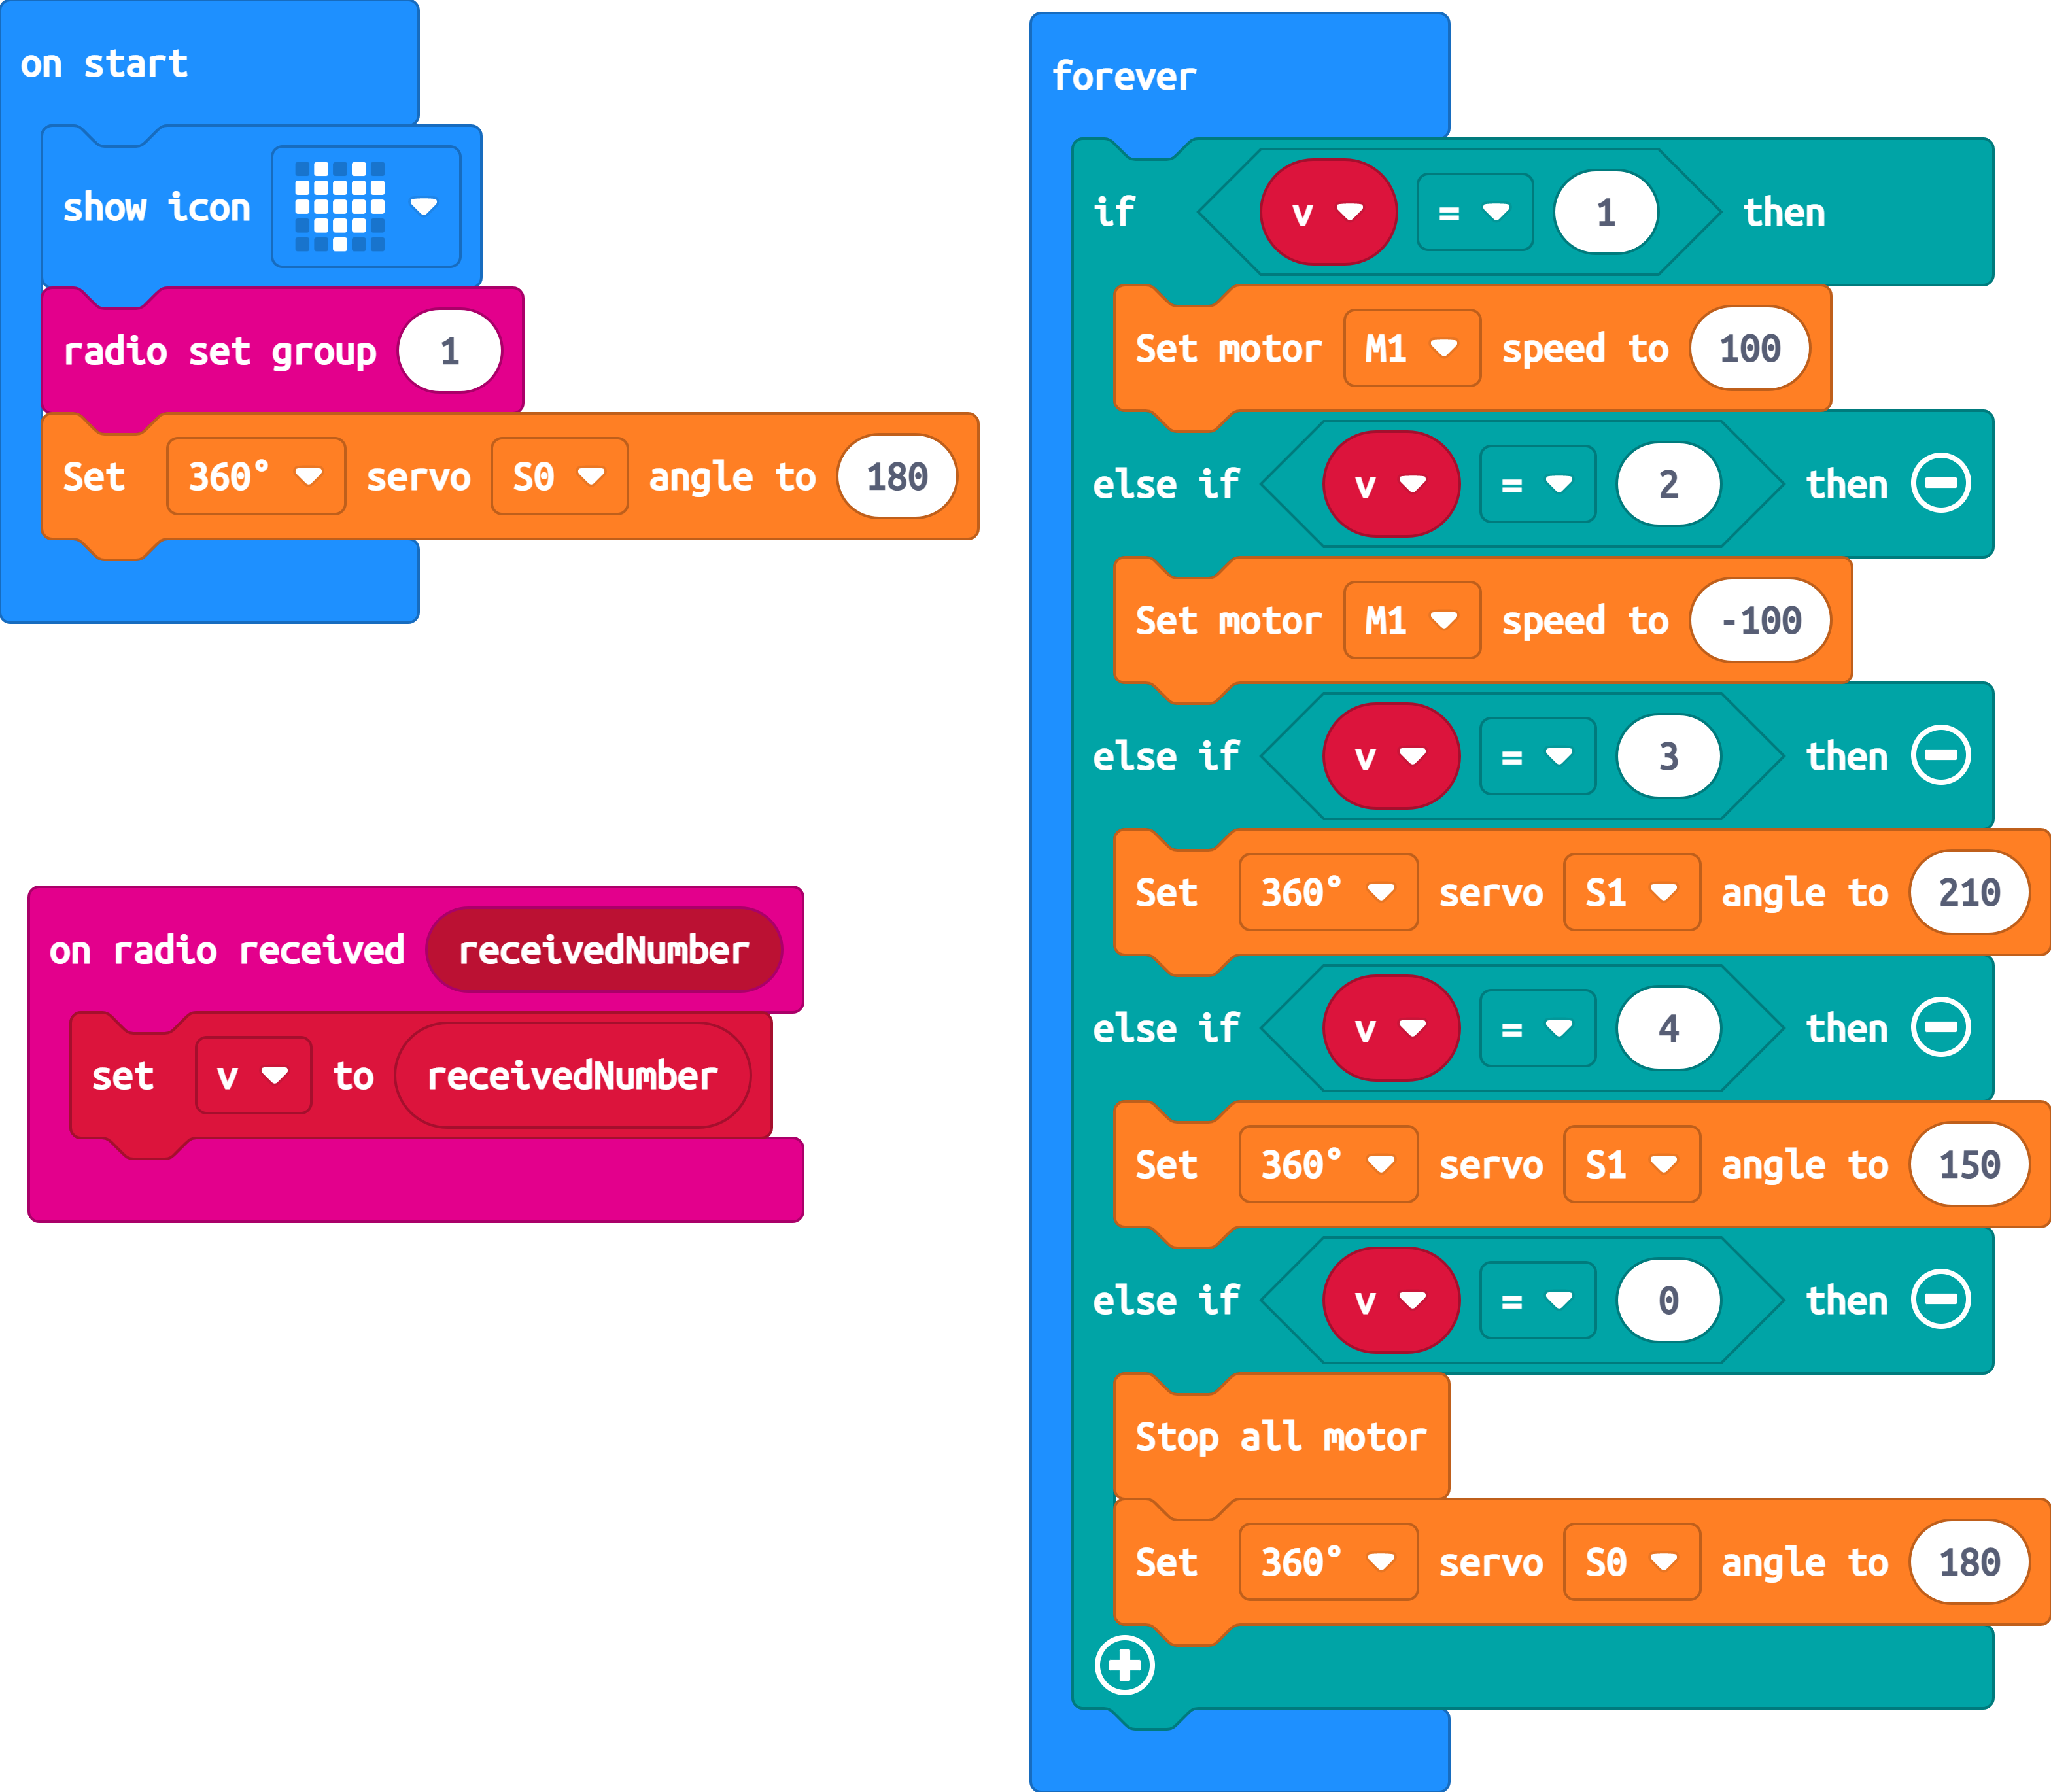 on start
show icon
radio set group 1
Set 360° servo S0 angle to 180
on radio received receivedNumber
set v to receivedNumber
forever
if v = 1 then
Set motor M1 speed to 100
else if v = 2 then
Set motor M1 speed to -100
else if v = 3 then
Set 360° servo S1 angle to 210
else if v = 4 then
Set 360° servo S1 angle to 150
else if v = 0 then
Stop all motor
Set 360° servo S0 angle to 180